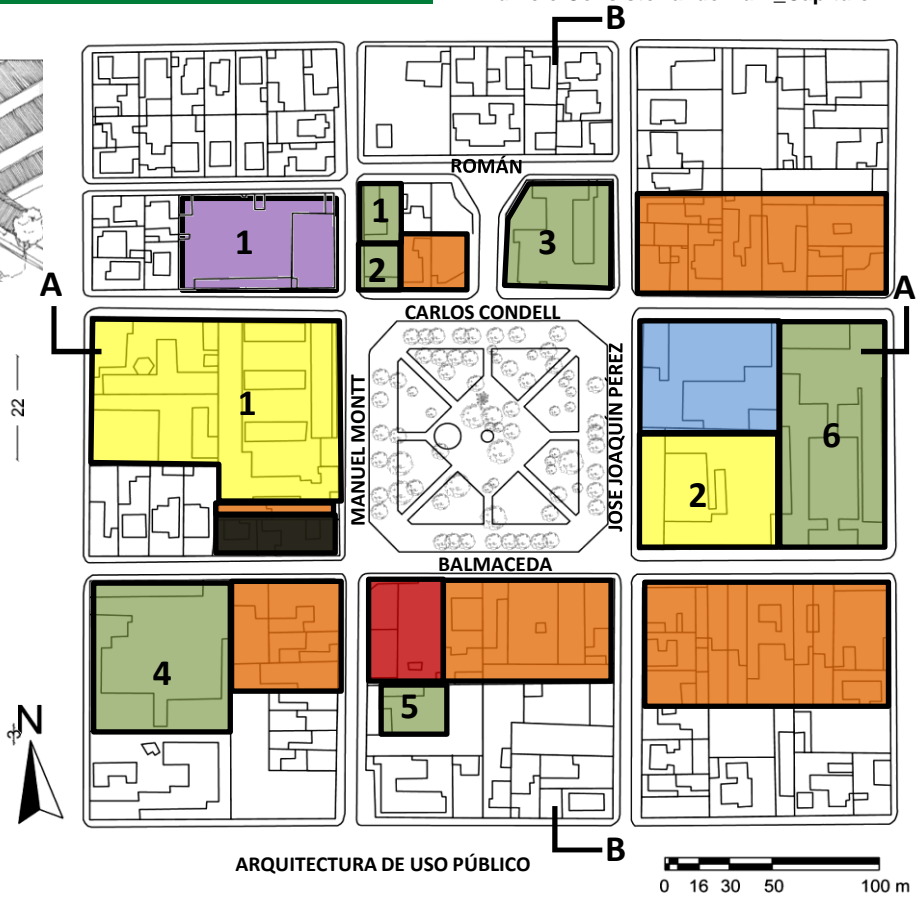 B
ROMÁN
1
1
2
3
A
A
CARLOS CONDELL
1
MANUEL MONTT
JOSE JOAQUÍN PEREZ
6
2
22
BALMACEDA
4
5
N
B
ARQUITECTURA DE USO PÚBLICO
0 16 30 50 100 m